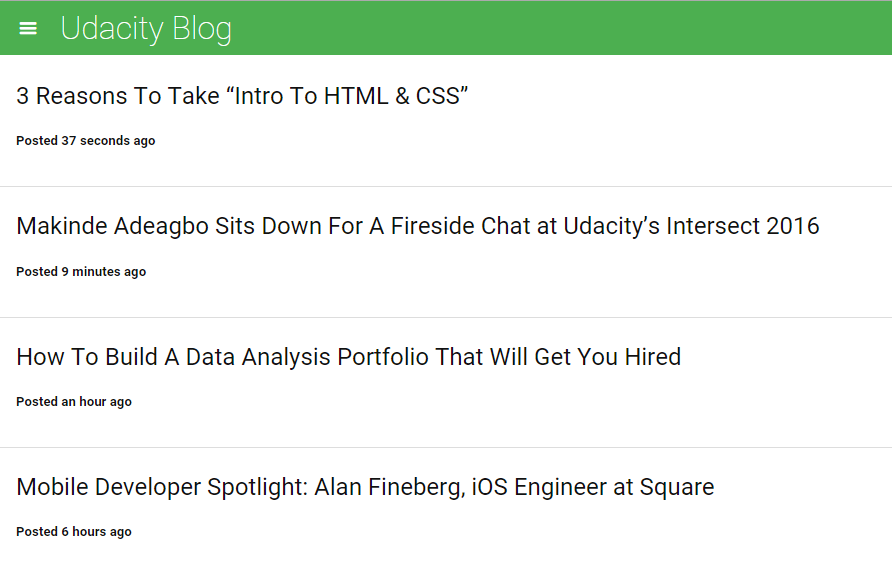 Udacity Blog
3 Reasons To Take “Intro To HTML & CSS”
Posted 37 seconds ago
Makinde Adeagbo Sits Down For A Fireside Chat at Udacity’s Intersect 2016
Posted 9 minutes ago
How To Build A Data Analysis Portfolio That Will Get You Hired
Posted an hour ago
Mobile Developer Spotlight: Alan Fineberg, iOS Engineer at Square
Posted 6 hours ago